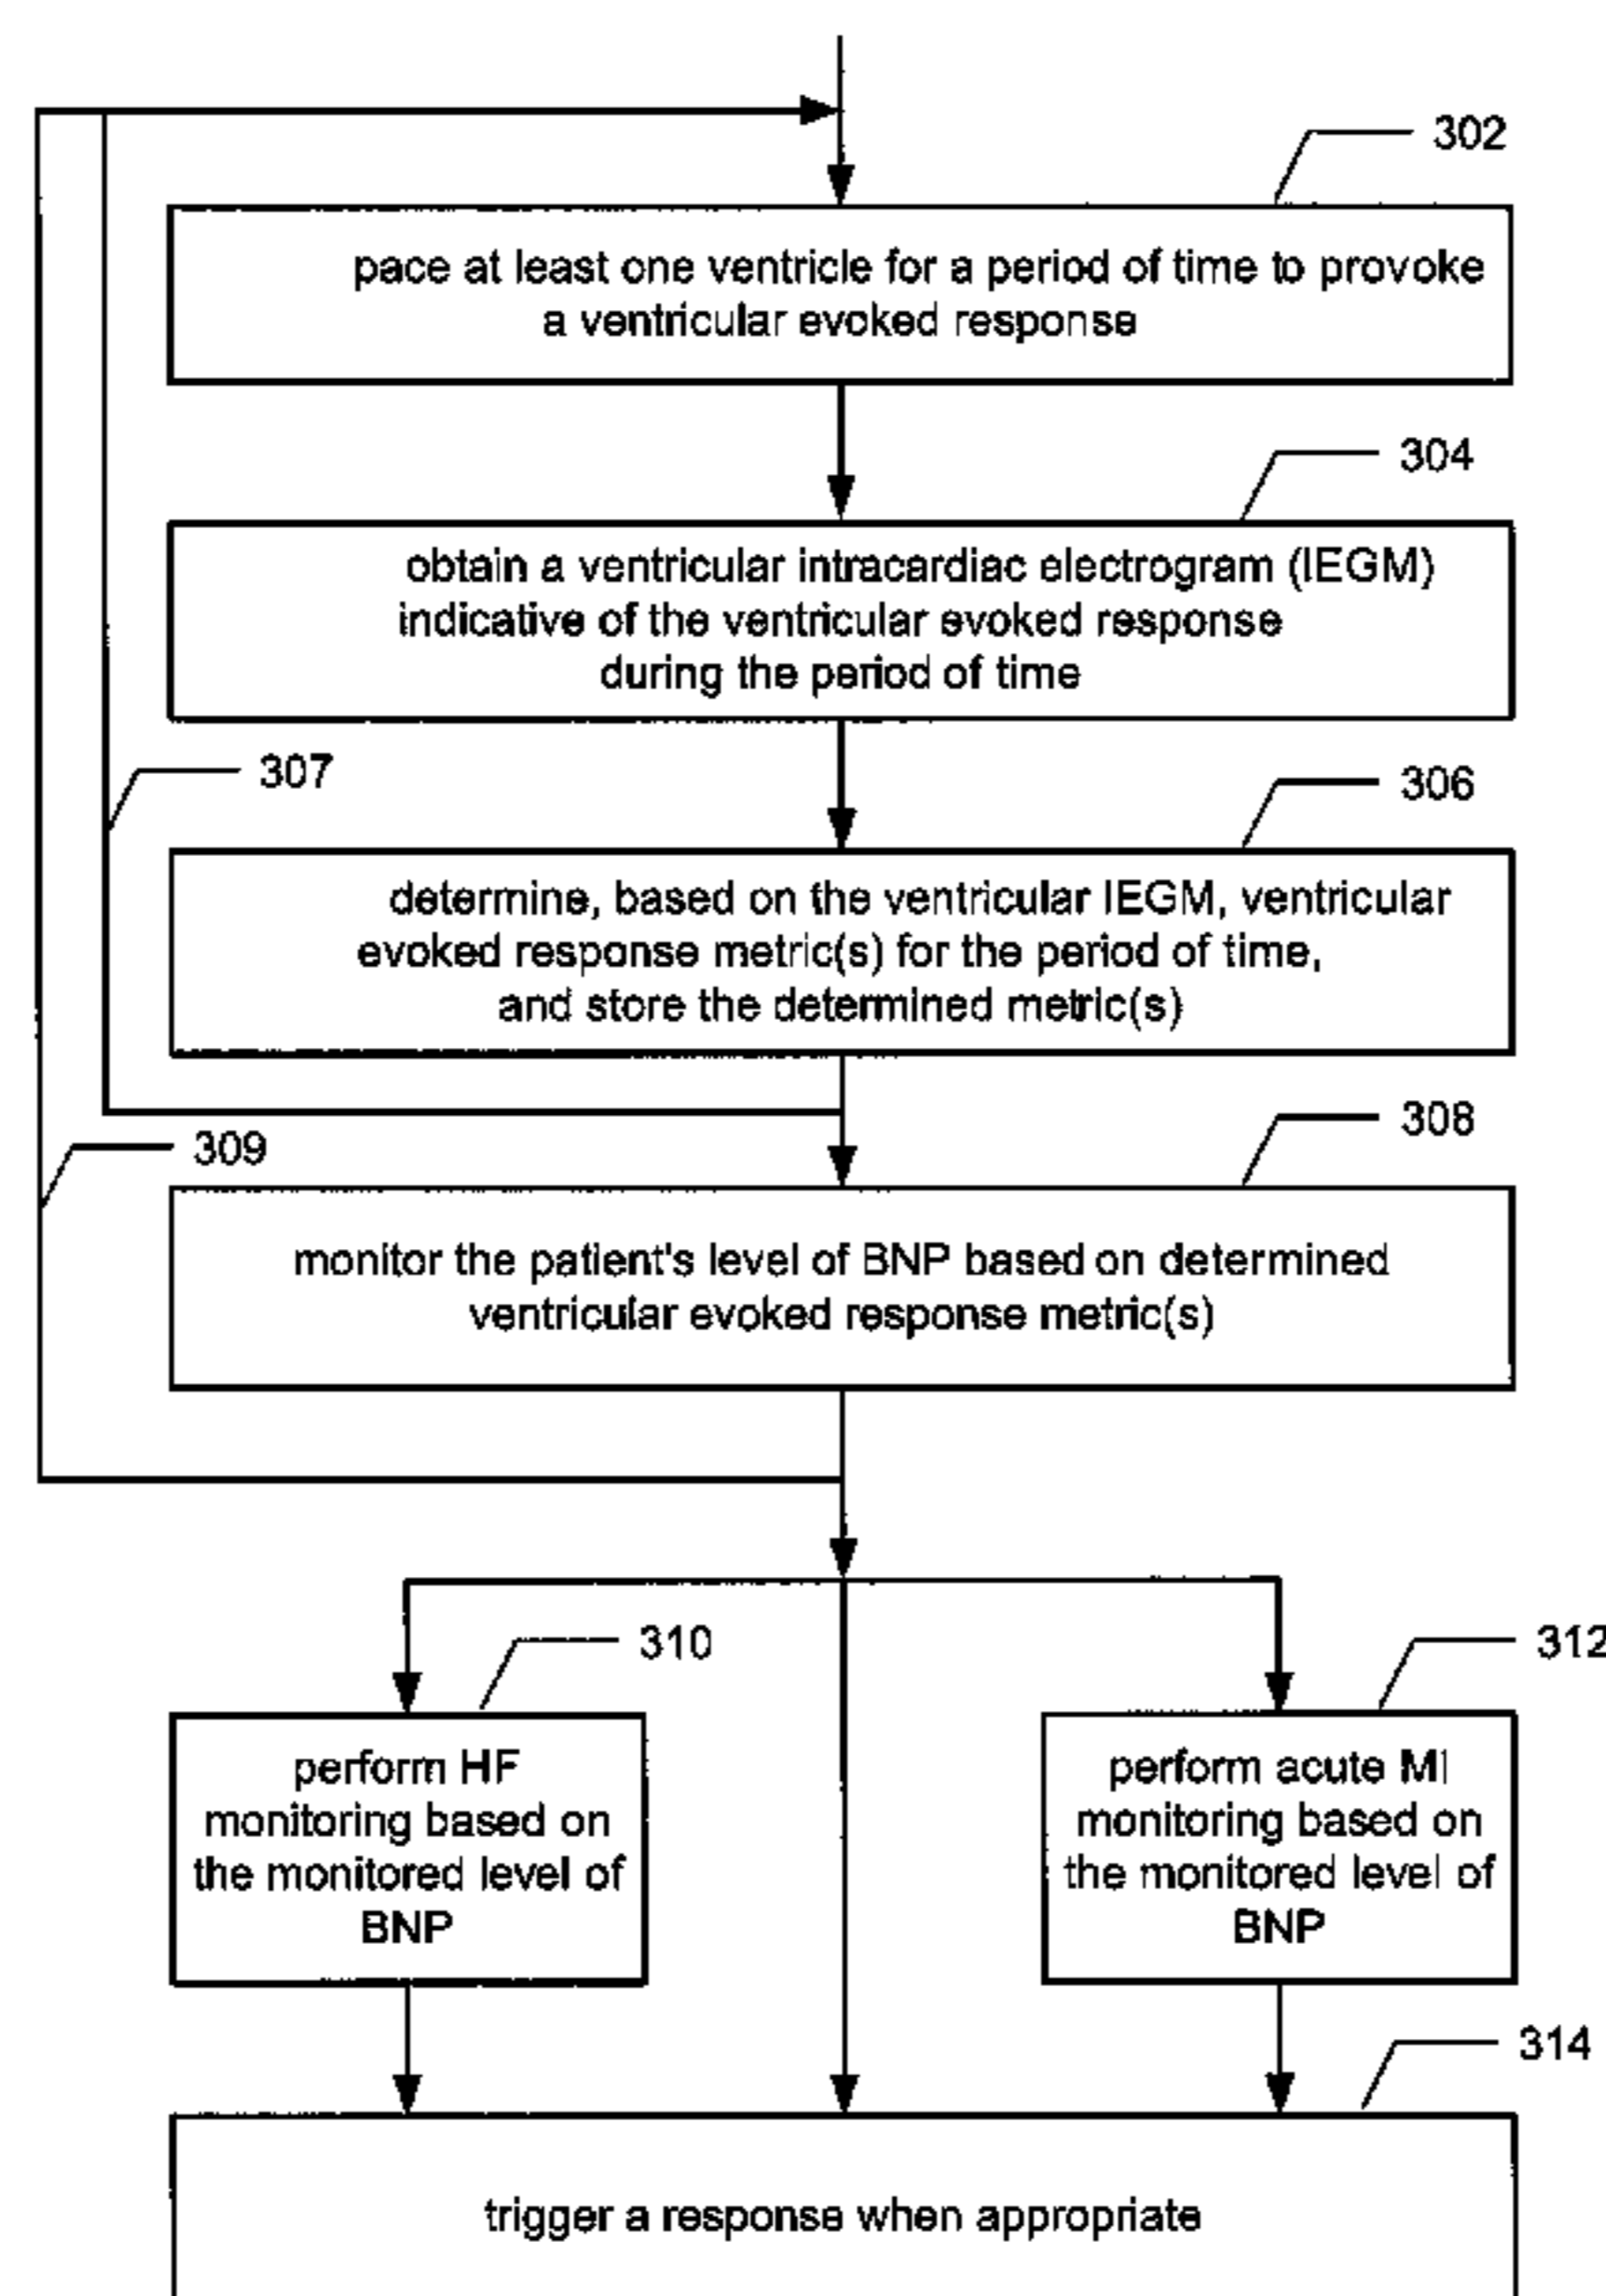 302
pace at least one ventricle for a period of time to provoke
a ventricular evoked response
304
obtain a ventricular intracardiac electrogram (IEGM)
indicative of the ventricular evoked response
during the period of time
307
306
determine, based on the ventricular IEGM, ventricular
evoked response metric(s) for the period of time,
and store the determined metric(s)
308
309
monitor the patient's level of BNP based on determined
ventricular evoked response metric(s)
310
312
perform HF
monitoring based on
the monitored level of
BNP
perform acute MI
monitoring based on
the monitored level of
BNP
314
trigger a response when appropriate